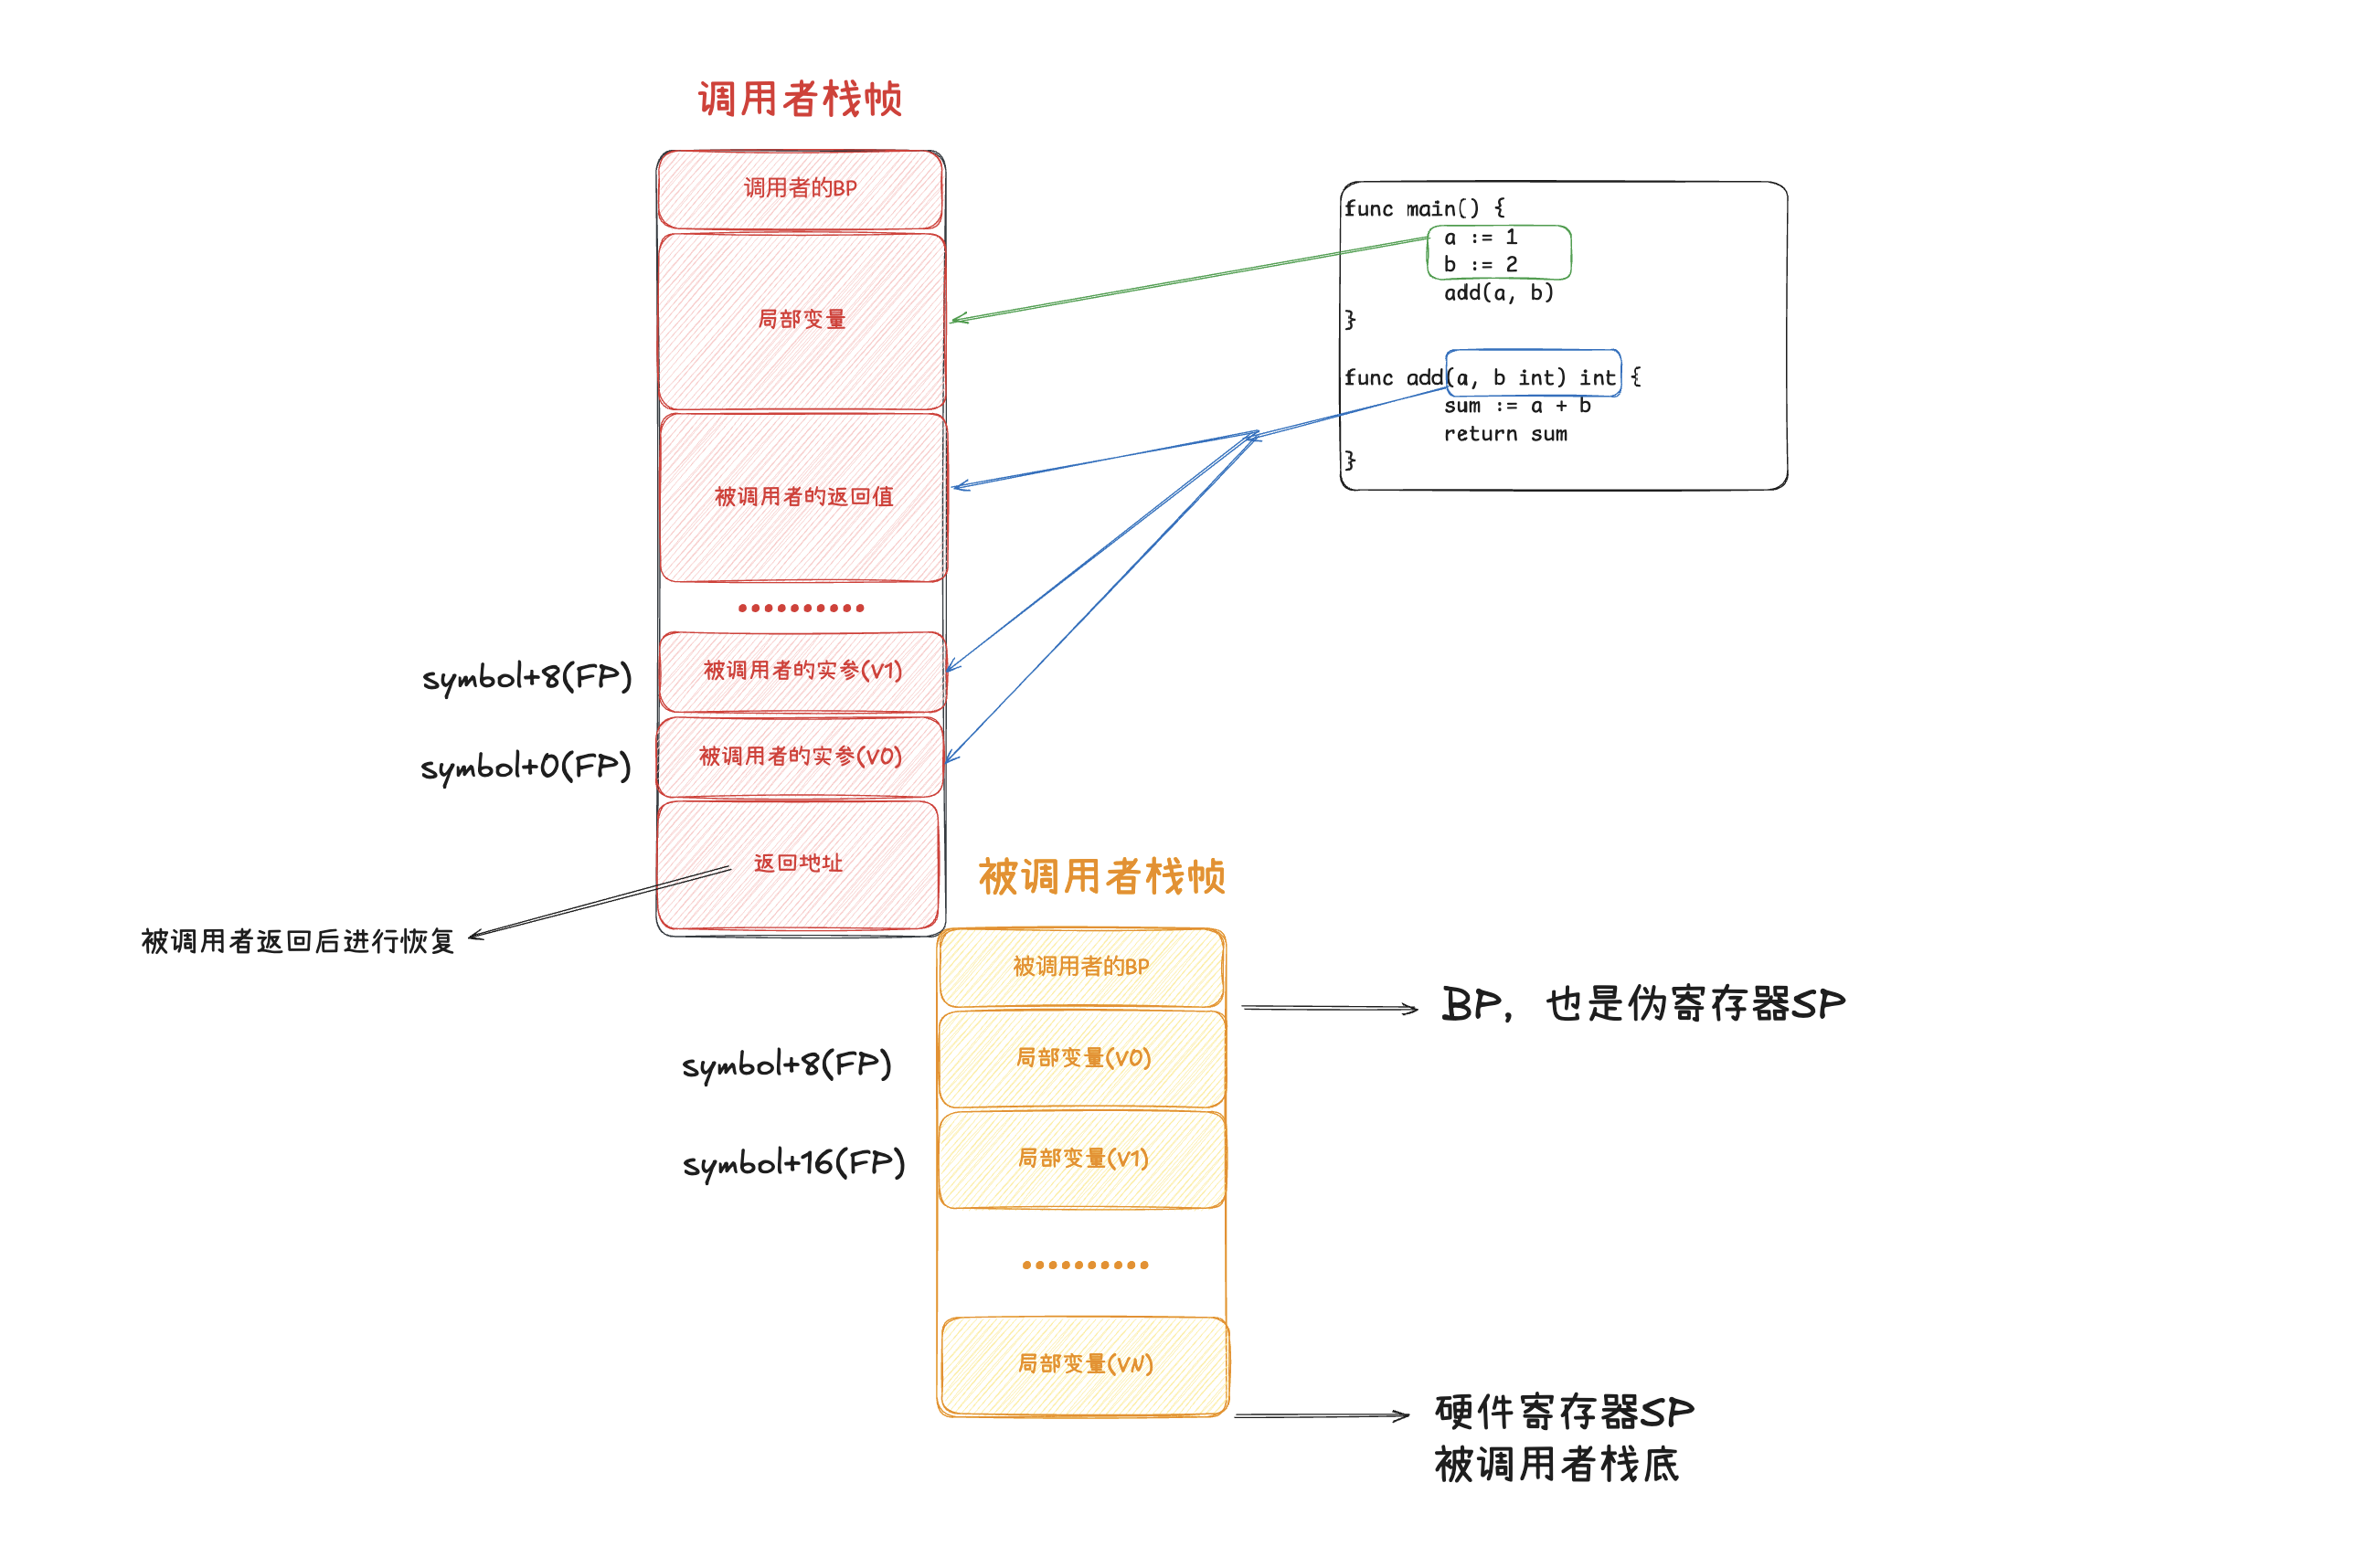 调用者栈帧
调用者的BP
局部变量
被调用者的返回值
symbol+8(FP)
被调用者的实参(V1)
symbol+0(FP)
被调用者的实参(V0)
返回地址
被调用者返回后进行恢复
func main() {
a := 1
b := 2
add(a, b)
}
func add(a, b int) int {
sum := a + b
return sum
}
被调用者栈帧
被调用者的BP
BP，也是伪寄存器SP
symbol+8(FP)
局部变量(V0)
symbol+16(FP)
局部变量(V1)
局部变量(VN)
硬件寄存器SP
被调用者栈底